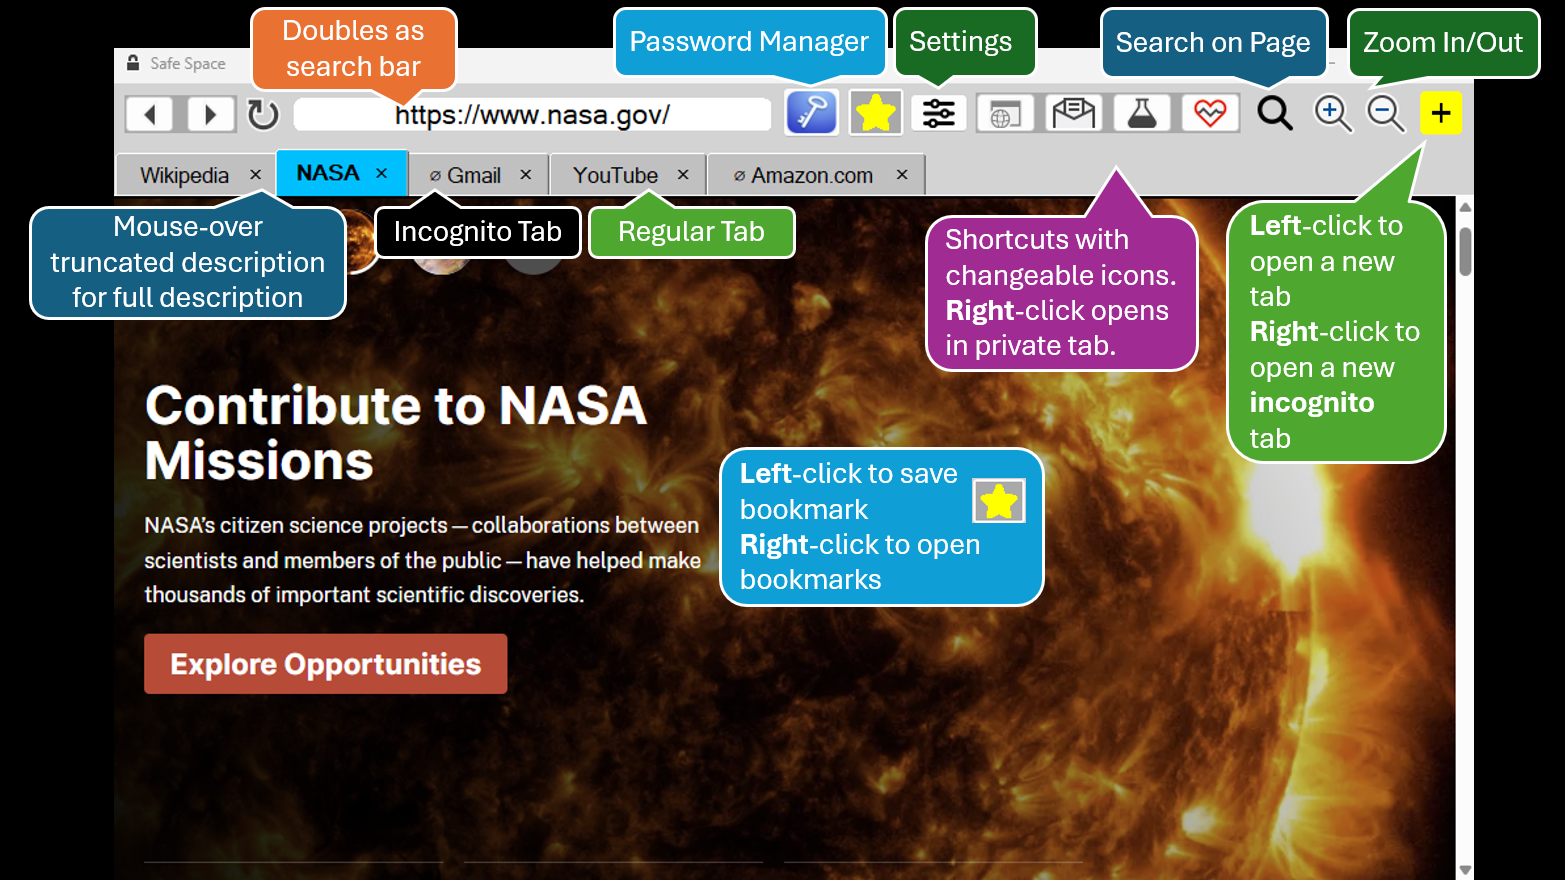 Doubles as
search bar
Password Manager
Settings
Search on Page
Zoom In/Out
Safe Space
https://www.nasa.gov/
+
Wikipedia ×
NASA ×
⌀ Gmail ×
YouTube ×
⌀ Amazon.com ×
Mouse-over
truncated description
for full description
Incognito Tab
Regular Tab
Shortcuts with
changeable icons.
Right-click opens
in private tab.
Left-click to
open a new
tab
Right-click to
open a new
incognito
tab
Contribute to NASA
Missions
NASA's citizen science projects — collaborations between
scientists and members of the public — have helped make
thousands of important scientific discoveries.
Explore Opportunities
Left-click to save
bookmark
Right-click to open
bookmarks